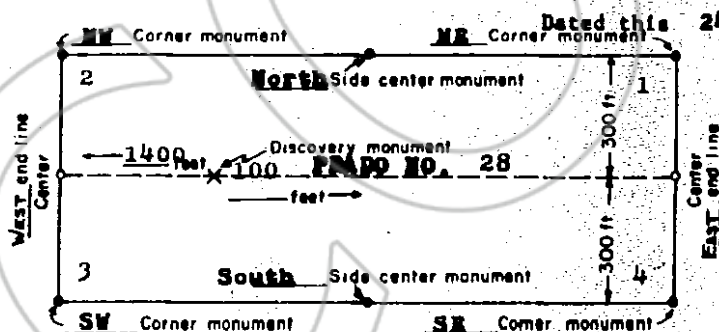 Dated this 2
NW Corner monument NE Corner monument
2 North Side center monument 1
300 ft.
1400 feet Discovery monument
100 PRADO NO. 28
feet
WEST end line
Center
Center
EAST end line
300 ft.
3 South Side center monument 4
SW Corner monument SE Corner monument